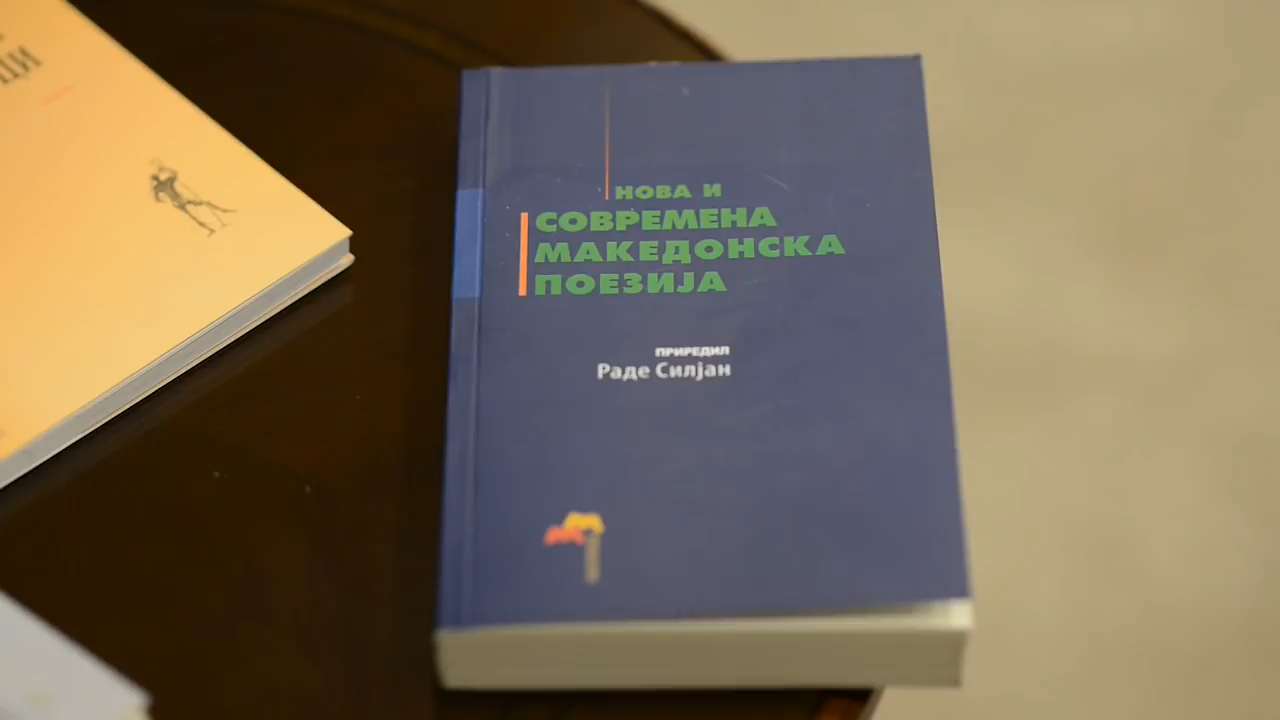 НОВА И
СОВРЕМЕНА
МАКЕДОНСКА
ПОЕЗИЈА
ПРИРЕДИЛ
Раде Силјан